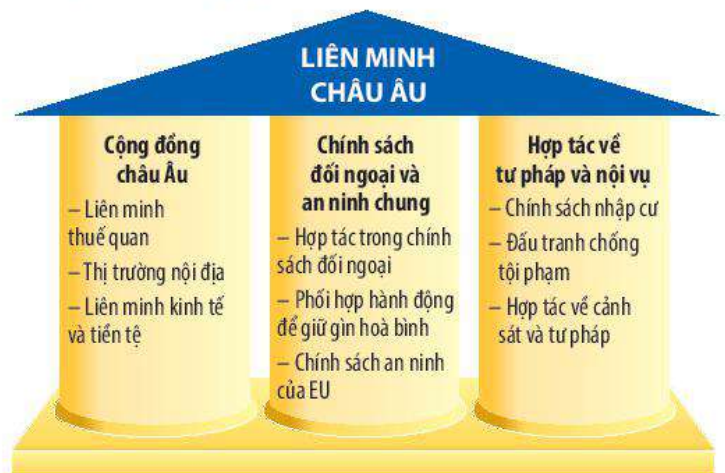 LIÊN MINH
CHÂU ÂU
Cộng đồng
châu Âu
– Liên minh
thuế quan
– Thị trường nội địa
– Liên minh kinh tế
và tiền tệ
Chính sách
đối ngoại và
an ninh chung
– Hợp tác trong chính
sách đối ngoại
– Phối hợp hành động
để giữ gìn hoà bình
– Chính sách an ninh
của EU
Hợp tác về
tư pháp và nội vụ
– Chính sách nhập cư
– Đấu tranh chống
tội phạm
– Hợp tác về cảnh
sát và tư pháp